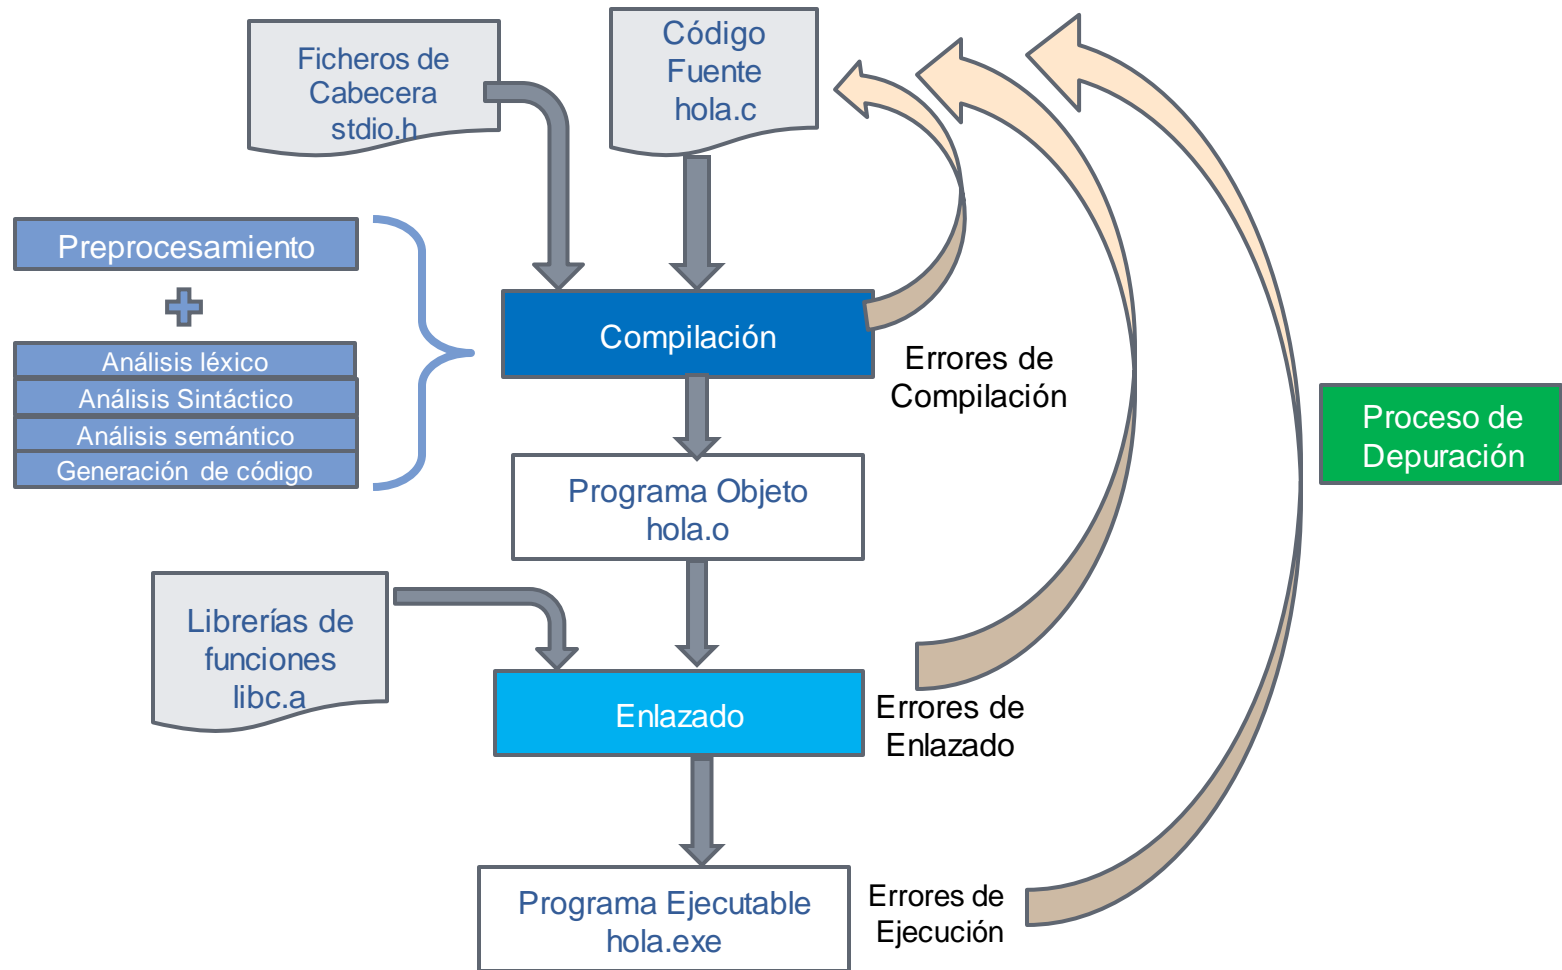 Ficheros de
Cabecera
stdio.h
Código
Fuente
hola.c
Preprocesamiento
Análisis léxico
Análisis Sintáctico
Análisis semántico
Generación de código
Compilación
Errores de
Compilación
Proceso de
Depuración
Programa Objeto
hola.o
Librerías de
funciones
libc.a
Enlazado
Errores de
Enlazado
Programa Ejecutable
hola.exe
Errores de
Ejecución